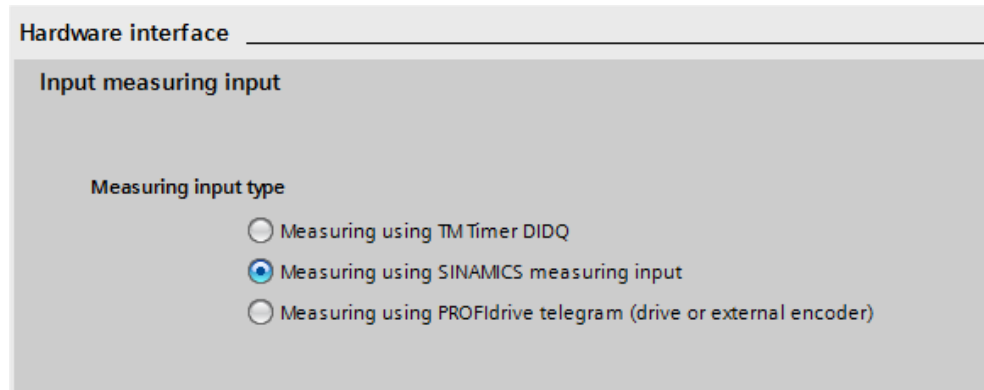 Hardware interface
Input measuring input
Measuring input type
Measuring using TM Timer DIDQ
Measuring using SINAMICS measuring input
Measuring using PROFIdrive telegram (drive or external encoder)